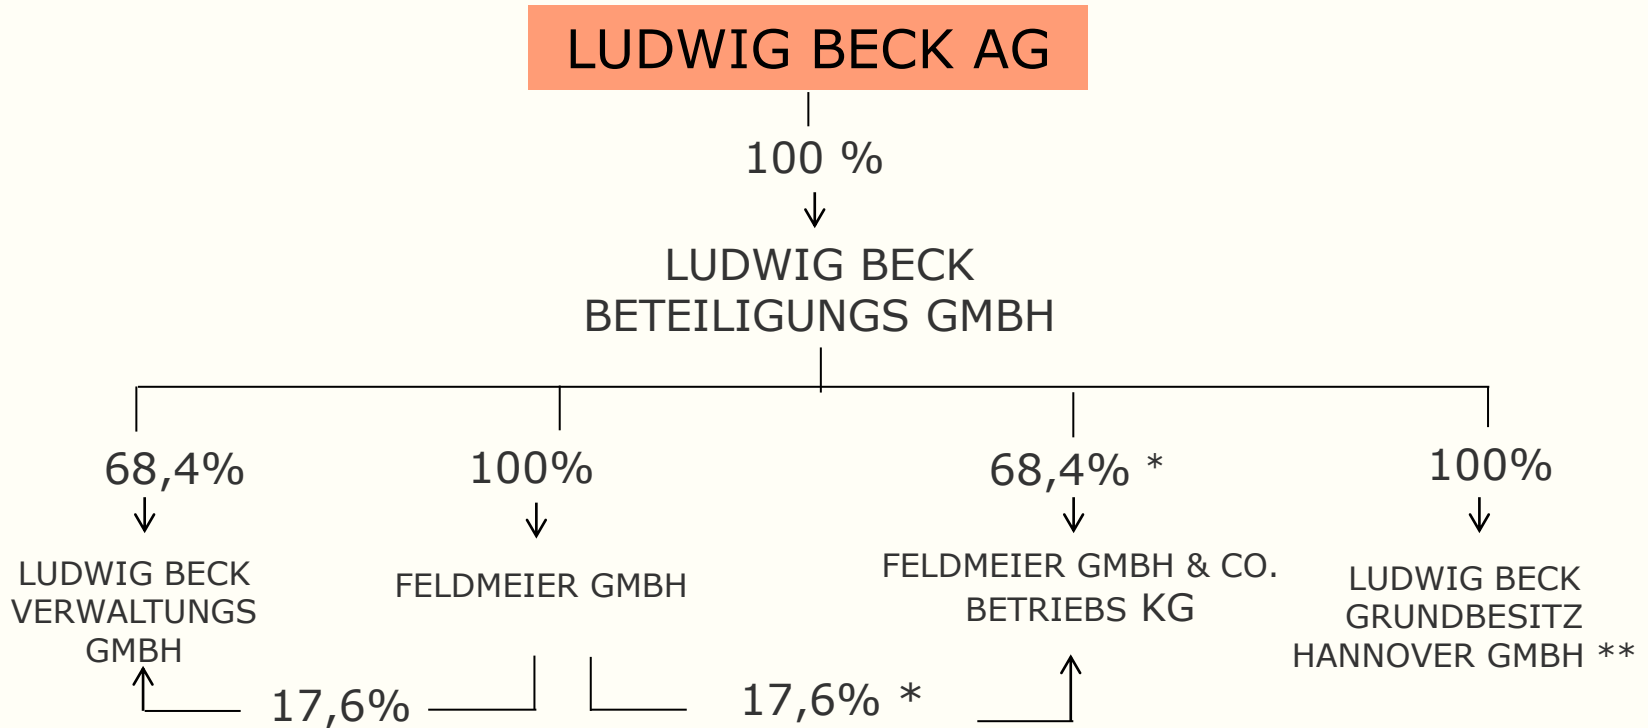 LUDWIG BECK AG
100 %
LUDWIG BECK
BETEILIGUNGS GMBH
68,4%
100%
68,4% *
100%
LUDWIG BECK
VERWALTUNGS
GMBH
FELDMEIER GMBH
FELDMEIER GMBH & CO.
BETRIEBS KG
LUDWIG BECK
GRUNDBESITZ
HANNOVER GMBH **
17,6%
17,6% *